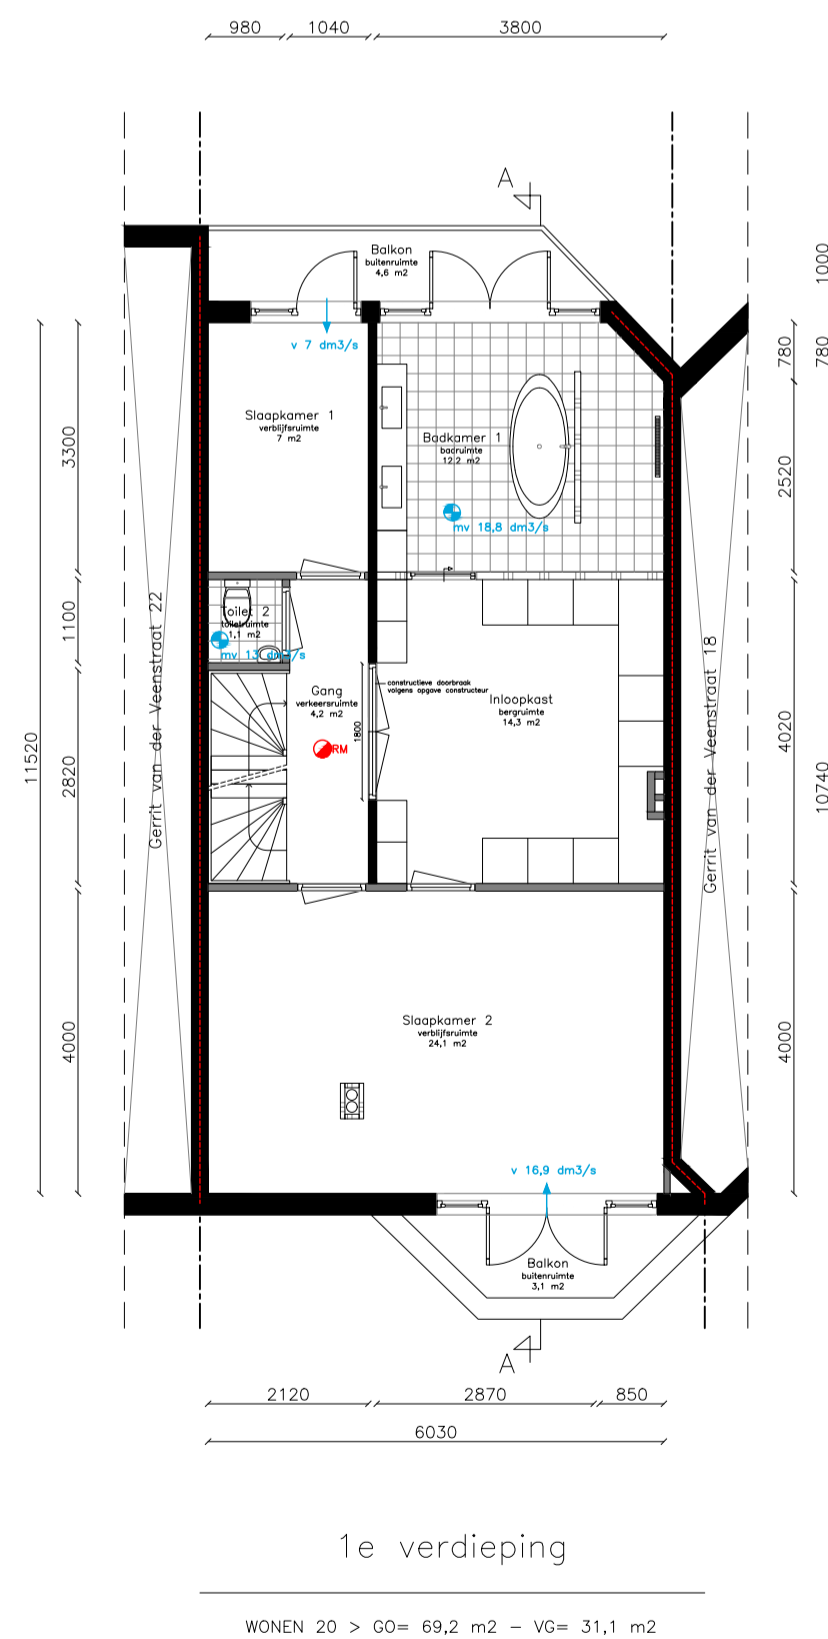 980
1040
3800
A
1000
Balkon
buitenruimte
4,6 m2
v 7 dm3/s
780
780
Slaapkamer 1
verblijfsruimte
7 m2
Badkamer 1
badruimte
12,2 m2
3300
2520
mv 18,8 dm3/s
Toilet 2
toiletruimte
1,1 m2
mv 13 dm3/s
1100
Gerrit van der Veenstraat 22
Gerrit van der Veenstraat 18
constructieve doorbraak
volgens opgave constructeur
Gang
verkeersruimte
4,2 m2
RM
1800
Inloopkast
bergruimte
14,3 m2
11520
2820
4020
10740
Slaapkamer 2
verblijfsruimte
24,1 m2
4000
4000
v 16,9 dm3/s
Balkon
buitenruimte
3,1 m2
A
2120
2870
850
6030
1e verdieping
WONEN 20 > GO= 69,2 m2 – VG= 31,1 m2